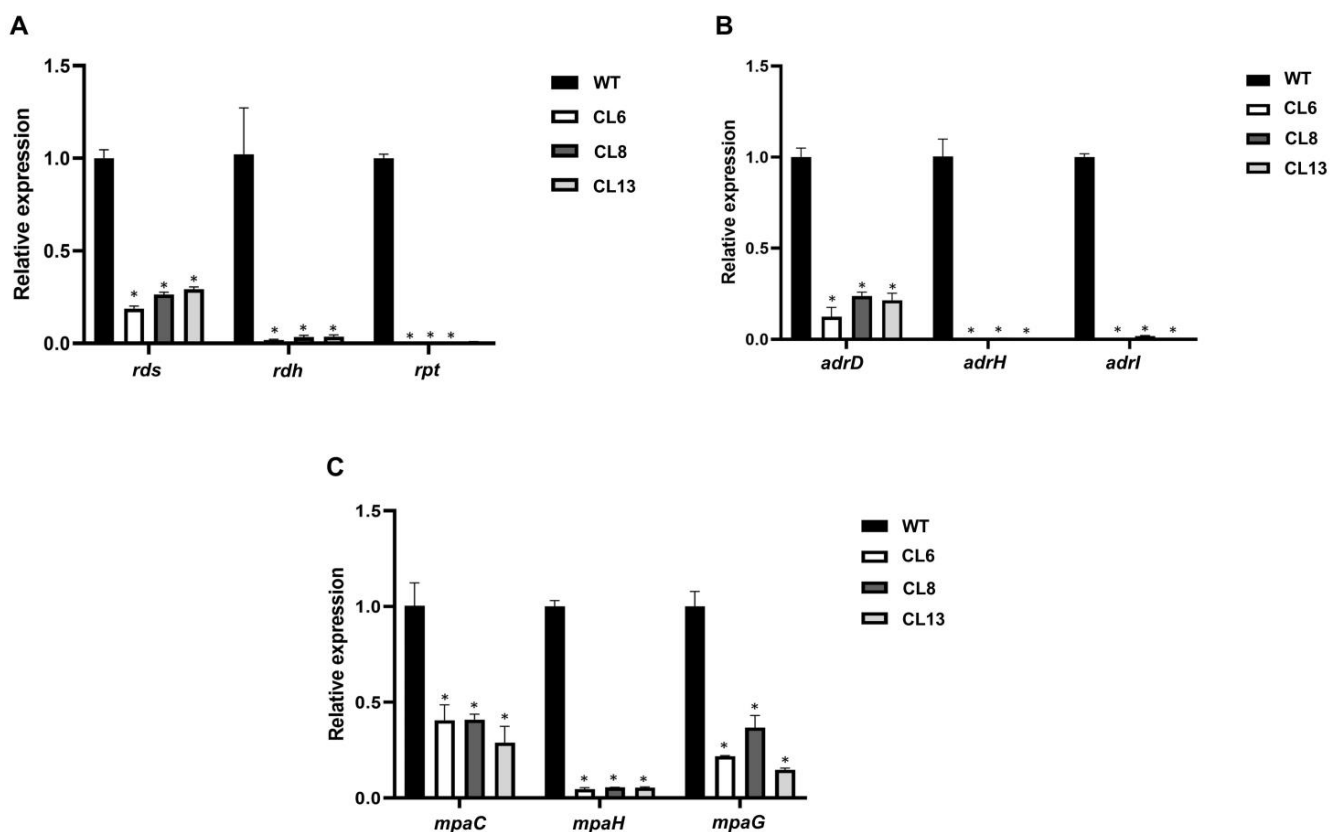 A
Relative expression
1.5
1.0
0.5
0.0
* * *
* * *
* * *
rds rdh rpt
WT
CL6
CL8
CL13
B
Relative expression
1.5
1.0
0.5
0.0
* * *
* * *
* * *
adrD adrH adrI
WT
CL6
CL8
CL13
C
Relative expression
1.5
1.0
0.5
0.0
* * *
* * *
* * *
mpaC mpaH mpaG
WT
CL6
CL8
CL13